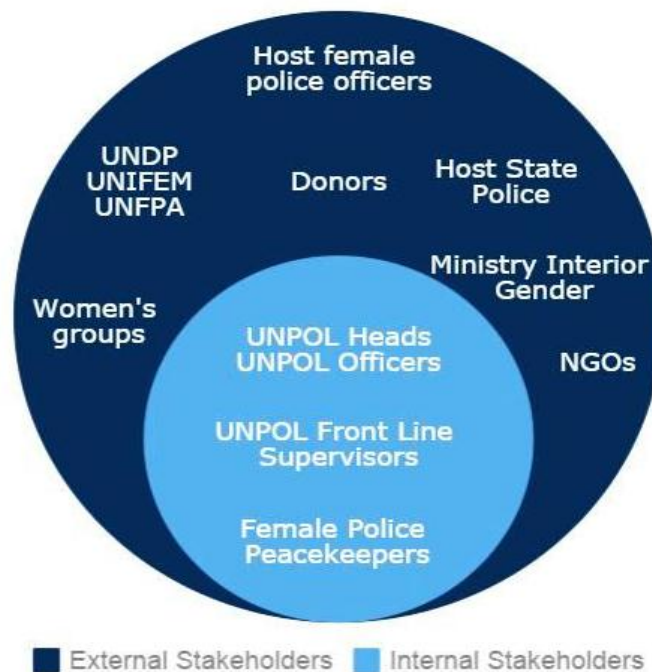 Host female
police officers
UNDP
UNIFEM
UNFPA
Donors
Host State
Police
Ministry Interior
Gender
Women's
groups
NGOs
UNPOL Heads
UNPOL Officers
UNPOL Front Line
Supervisors
Female Police
Peacekeepers
External Stakeholders
Internal Stakeholders